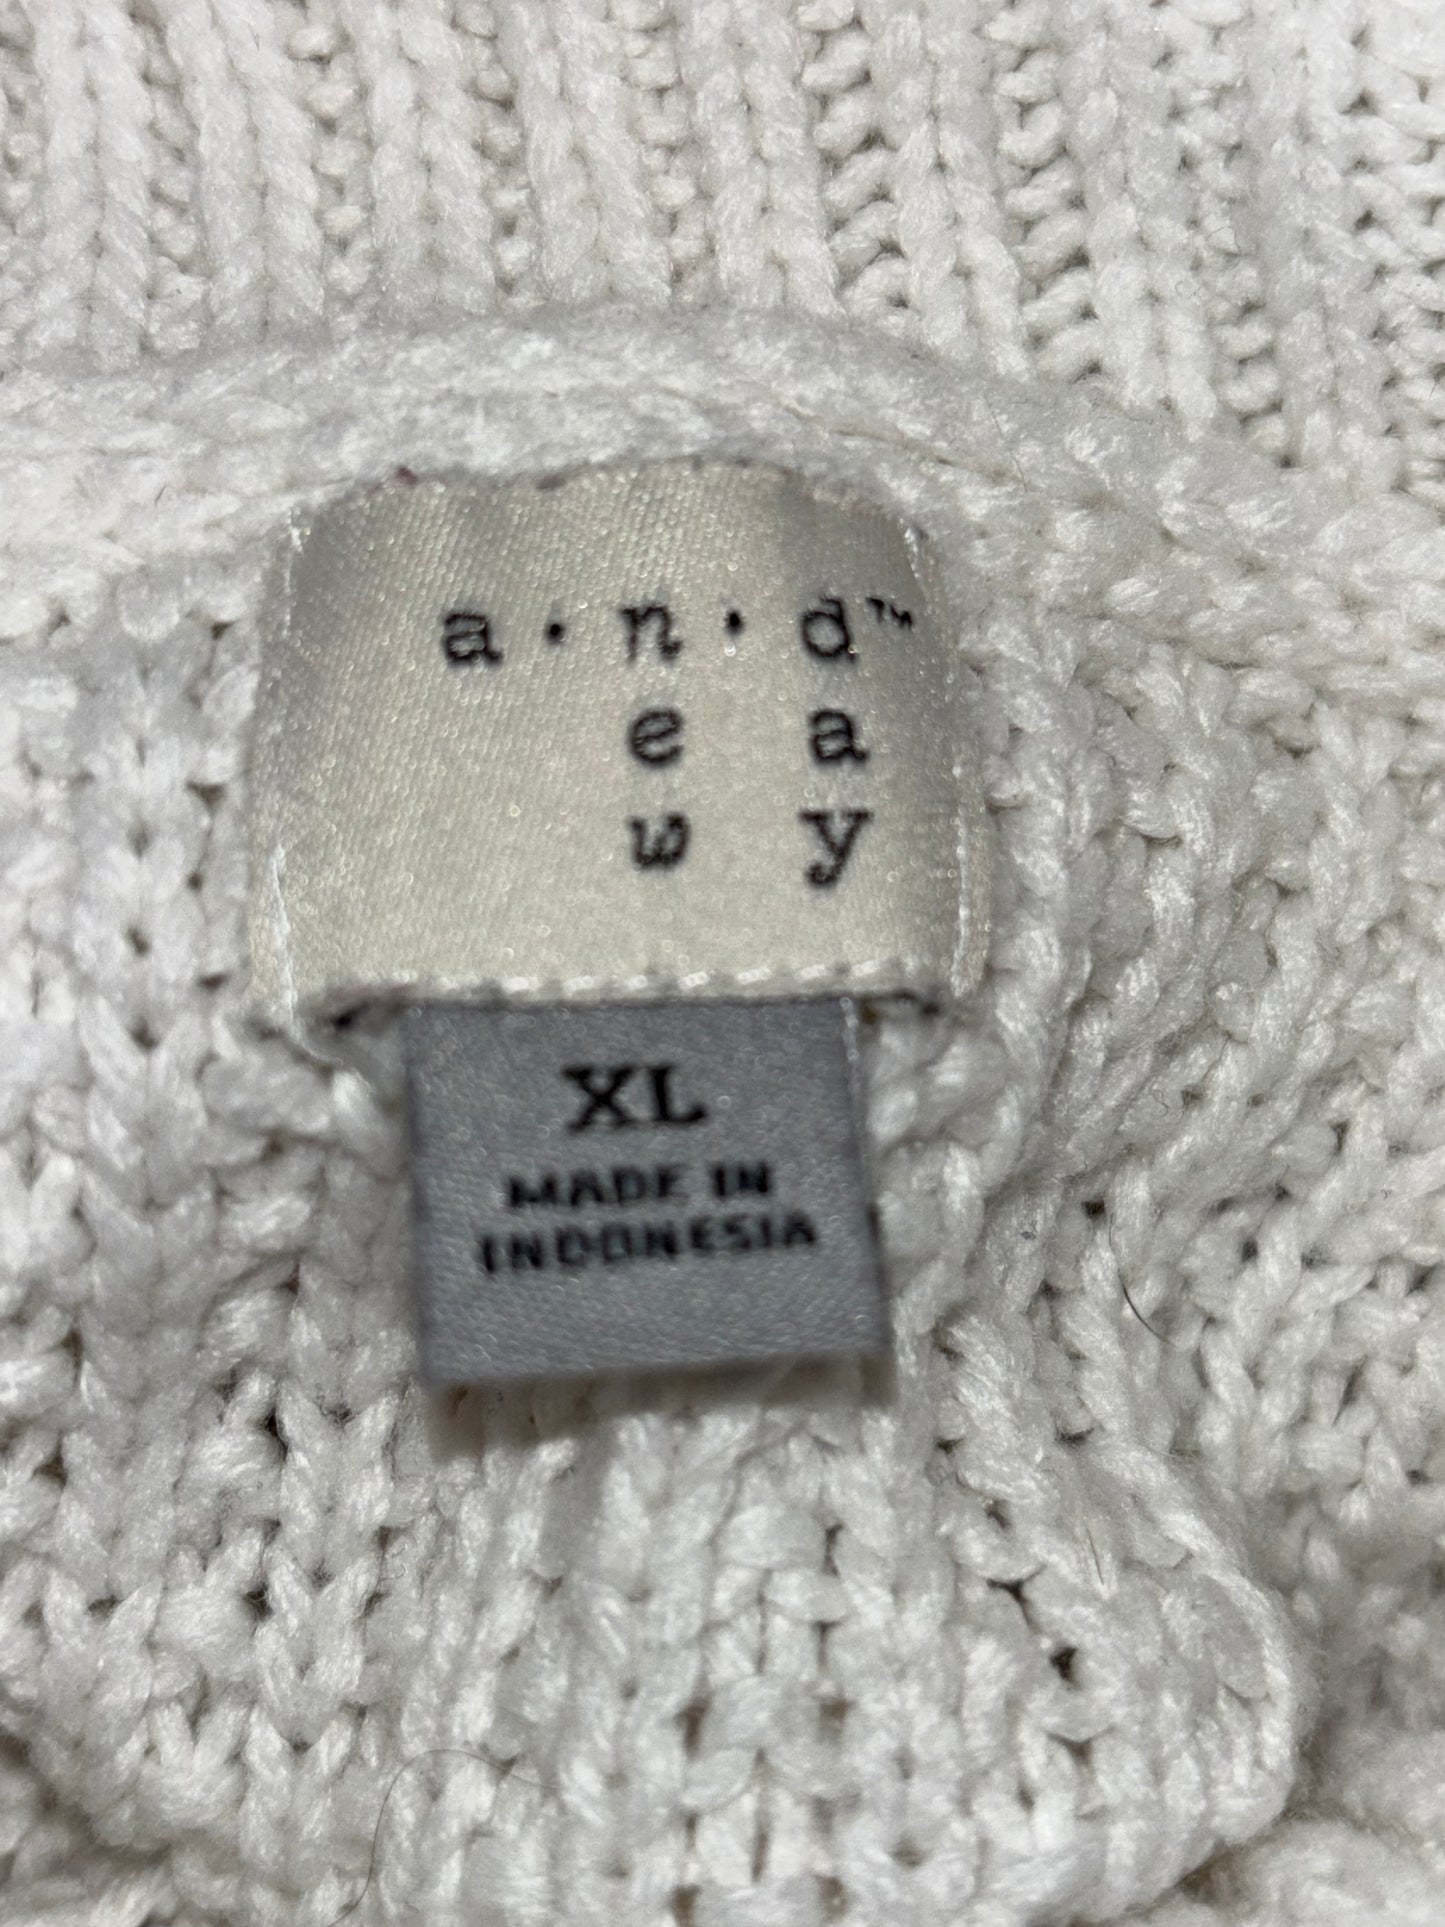 a·n·d™
e a
w y
XL
MADE IN
INDONESIA